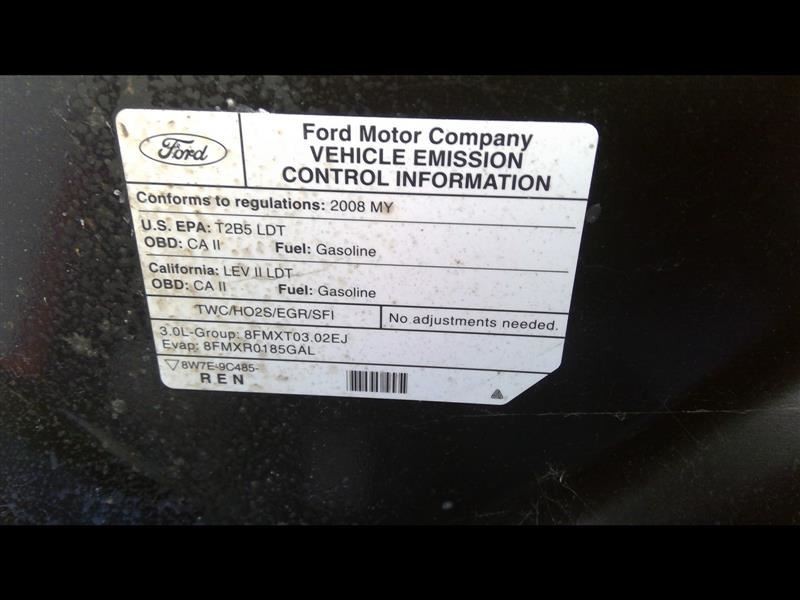 Ford
Ford Motor Company
VEHICLE EMISSION
CONTROL INFORMATION
Conforms to regulations: 2008 MY
U.S. EPA: T2B5 LDT
OBD: CA II Fuel: Gasoline
California: LEV II LDT
OBD: CA II Fuel: Gasoline
TWC/HO2S/EGR/SFI No adjustments needed.
3.0L-Group: 8FMXT03.02EJ
Evap: 8FMXR0185GAL
8W7E-9C485-
R E N